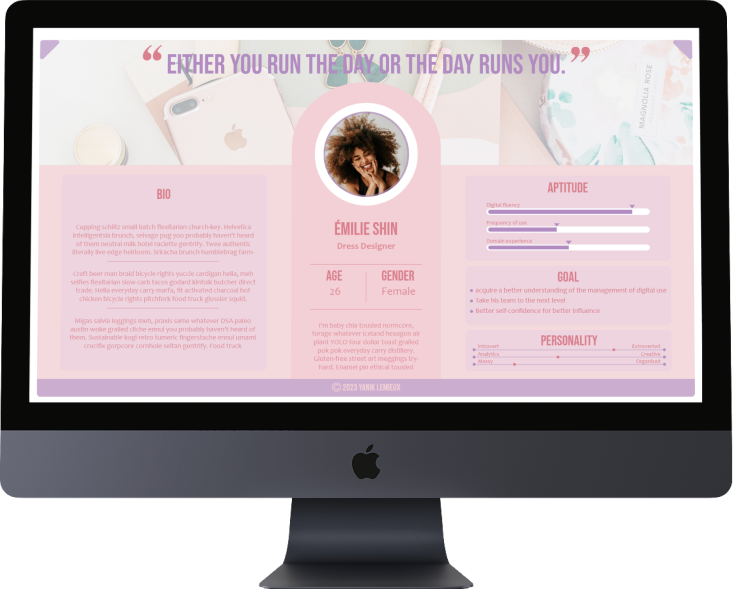 “EITHER YOU RUN THE DAY OR THE DAY RUNS YOU.”
MAGNOLIA ROSE
BIO
Cupping schlitz small batch flexitarian church-key. Helvetica
intelligentsia brunch, selvage pug you probably haven't heard
of them neutral milk hotel raclette gentrify. Twee authentic
literally live-edge heirloom. Sriracha brunch humblebrag farm-
Craft beer man braid bicycle rights yuccie cardigan hella, meh
selfies flexitarian slow-carb tacos godard kinfolk butcher direct
trade. Hella everyday carry waifu, fit activated charcoal hot
chicken bicycle rights pitchfork food truck glossier squid.
Migas salvia leggings meh, praxis same whatever DSA paleo
austin woke grailed cliche ennui you probably haven't heard of
them. Sustainable kogi retro lumeric fingerstache ennui umami
crucifix gorpcore cornhole seitan gentrify. Food truck
ÉMILIE SHIN
Dress Designer
AGE
GENDER
26
Female
I'm baby chia tousled normcore,
forage whatever iceland hexagon air
plant YOLO four dollar toast grailed
pok pok everyday carry distillery.
Gluten-free street art meggings try-
hard. Enamel pin ethical tousled
APTITUDE
Digital fluency
Frequency of use
Domain experience
GOAL
acquire a better understanding of the management of digital use
Take his team to the next level
Better self-confidence for better influence
PERSONALITY
Introvert
Extroverted
Analytics
Creative
Messy
Organized
© 2023 YANIK LEMIEUX